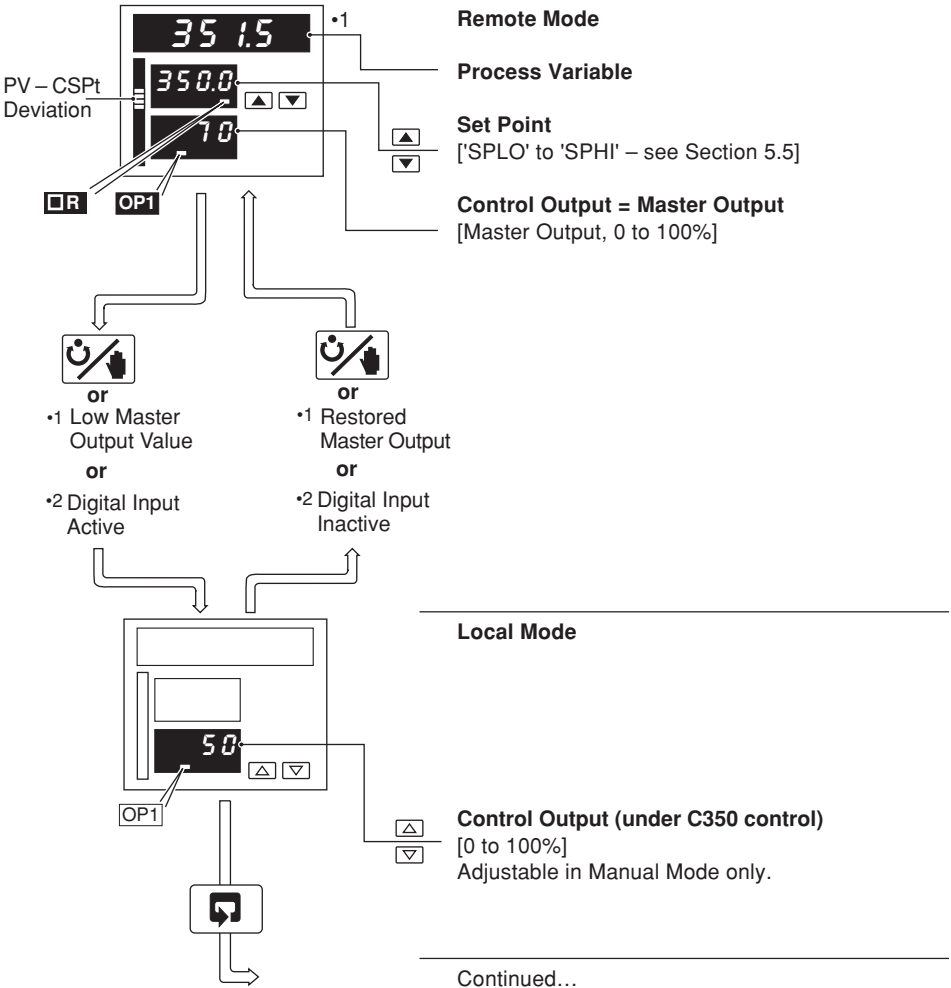 351.5
•1
Remote Mode
Process Variable
PV – CSPt
Deviation
350.0
Set Point
['SPLO' to 'SPHI' – see Section 5.5]
70
R
OP1
Control Output = Master Output
[Master Output, 0 to 100%]
or
•1 Low Master
Output Value
or
•2 Digital Input
Active
or
•1 Restored
Master Output
or
•2 Digital Input
Inactive
Local Mode
50
OP1
Control Output (under C350 control)
[0 to 100%]
Adjustable in Manual Mode only.
Continued…